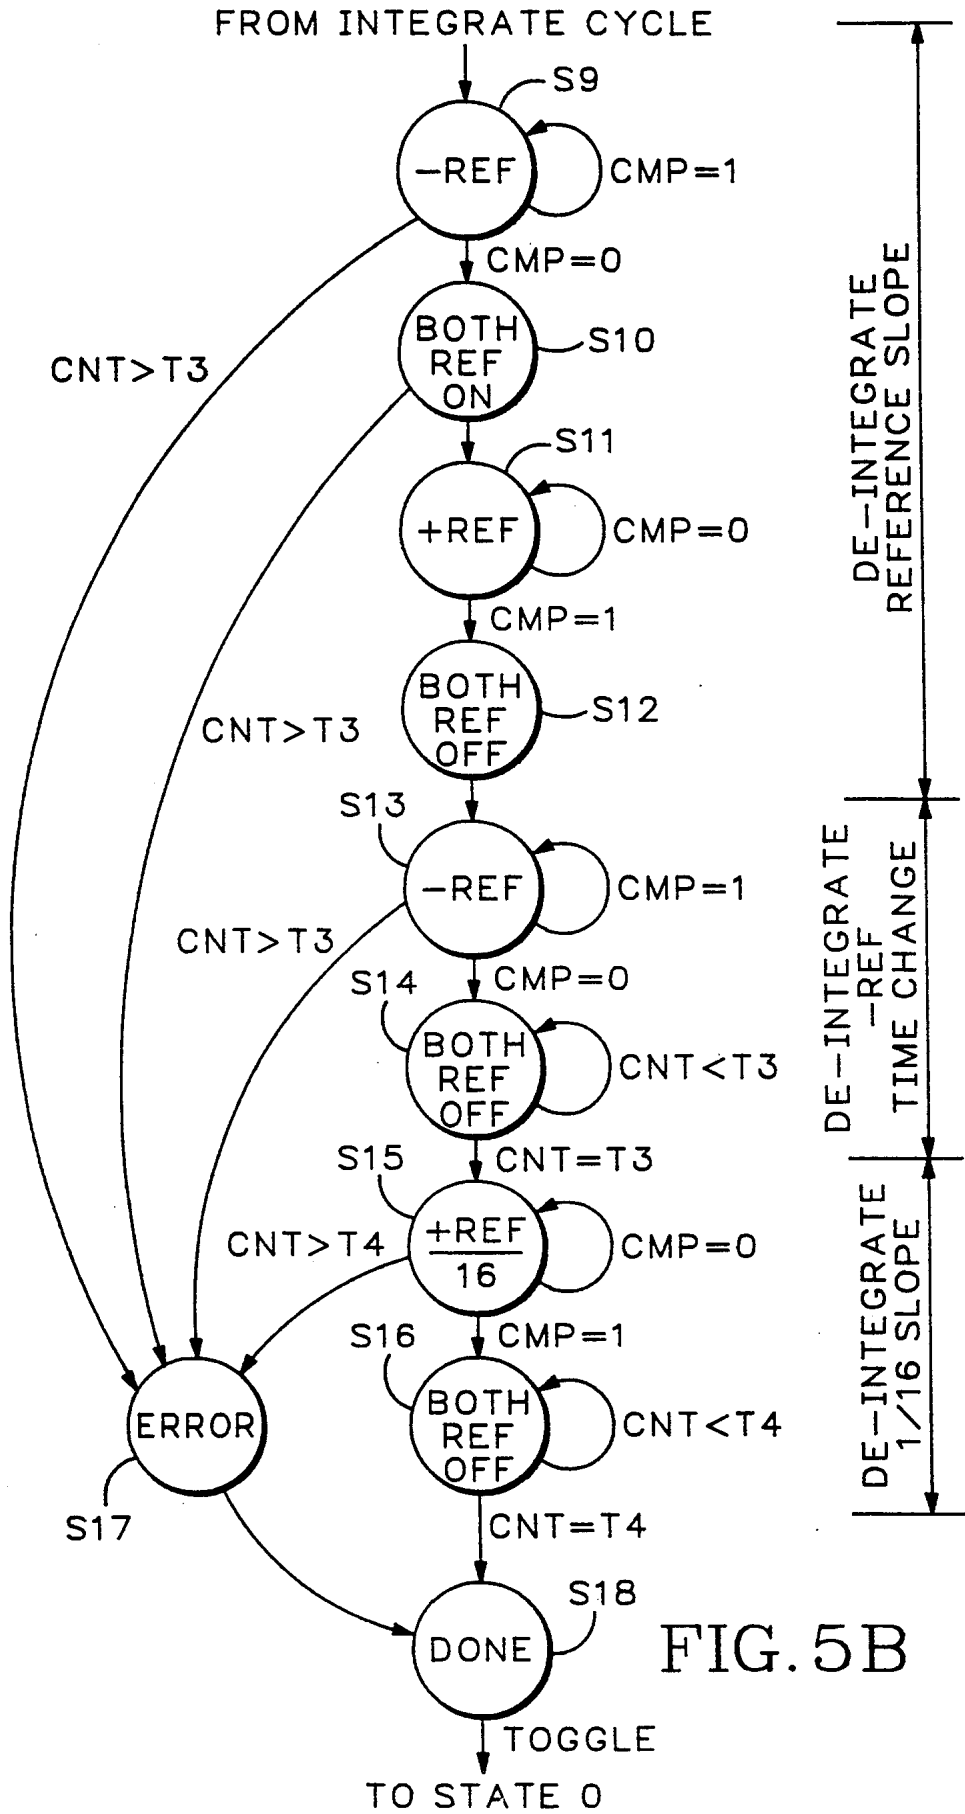 FROM INTEGRATE CYCLE
S9
−REF
CMP=1
CMP=0
BOTH
REF
ON
S10
CNT>T3
S11
+REF
CMP=0
CMP=1
BOTH
REF
OFF
S12
CNT>T3
S13
−REF
CMP=1
CNT>T3
CMP=0
S14
BOTH
REF
OFF
CNT<T3
CNT=T3
S15
+REF
16
CNT>T4
CMP=0
CMP=1
S16
BOTH
REF
OFF
CNT<T4
ERROR
S17
CNT=T4
S18
DONE
TOGGLE
TO STATE 0
DE−INTEGRATE
REFERENCE SLOPE
DE−INTEGRATE
−REF
TIME CHANGE
DE−INTEGRATE
1/16 SLOPE
FIG. 5B